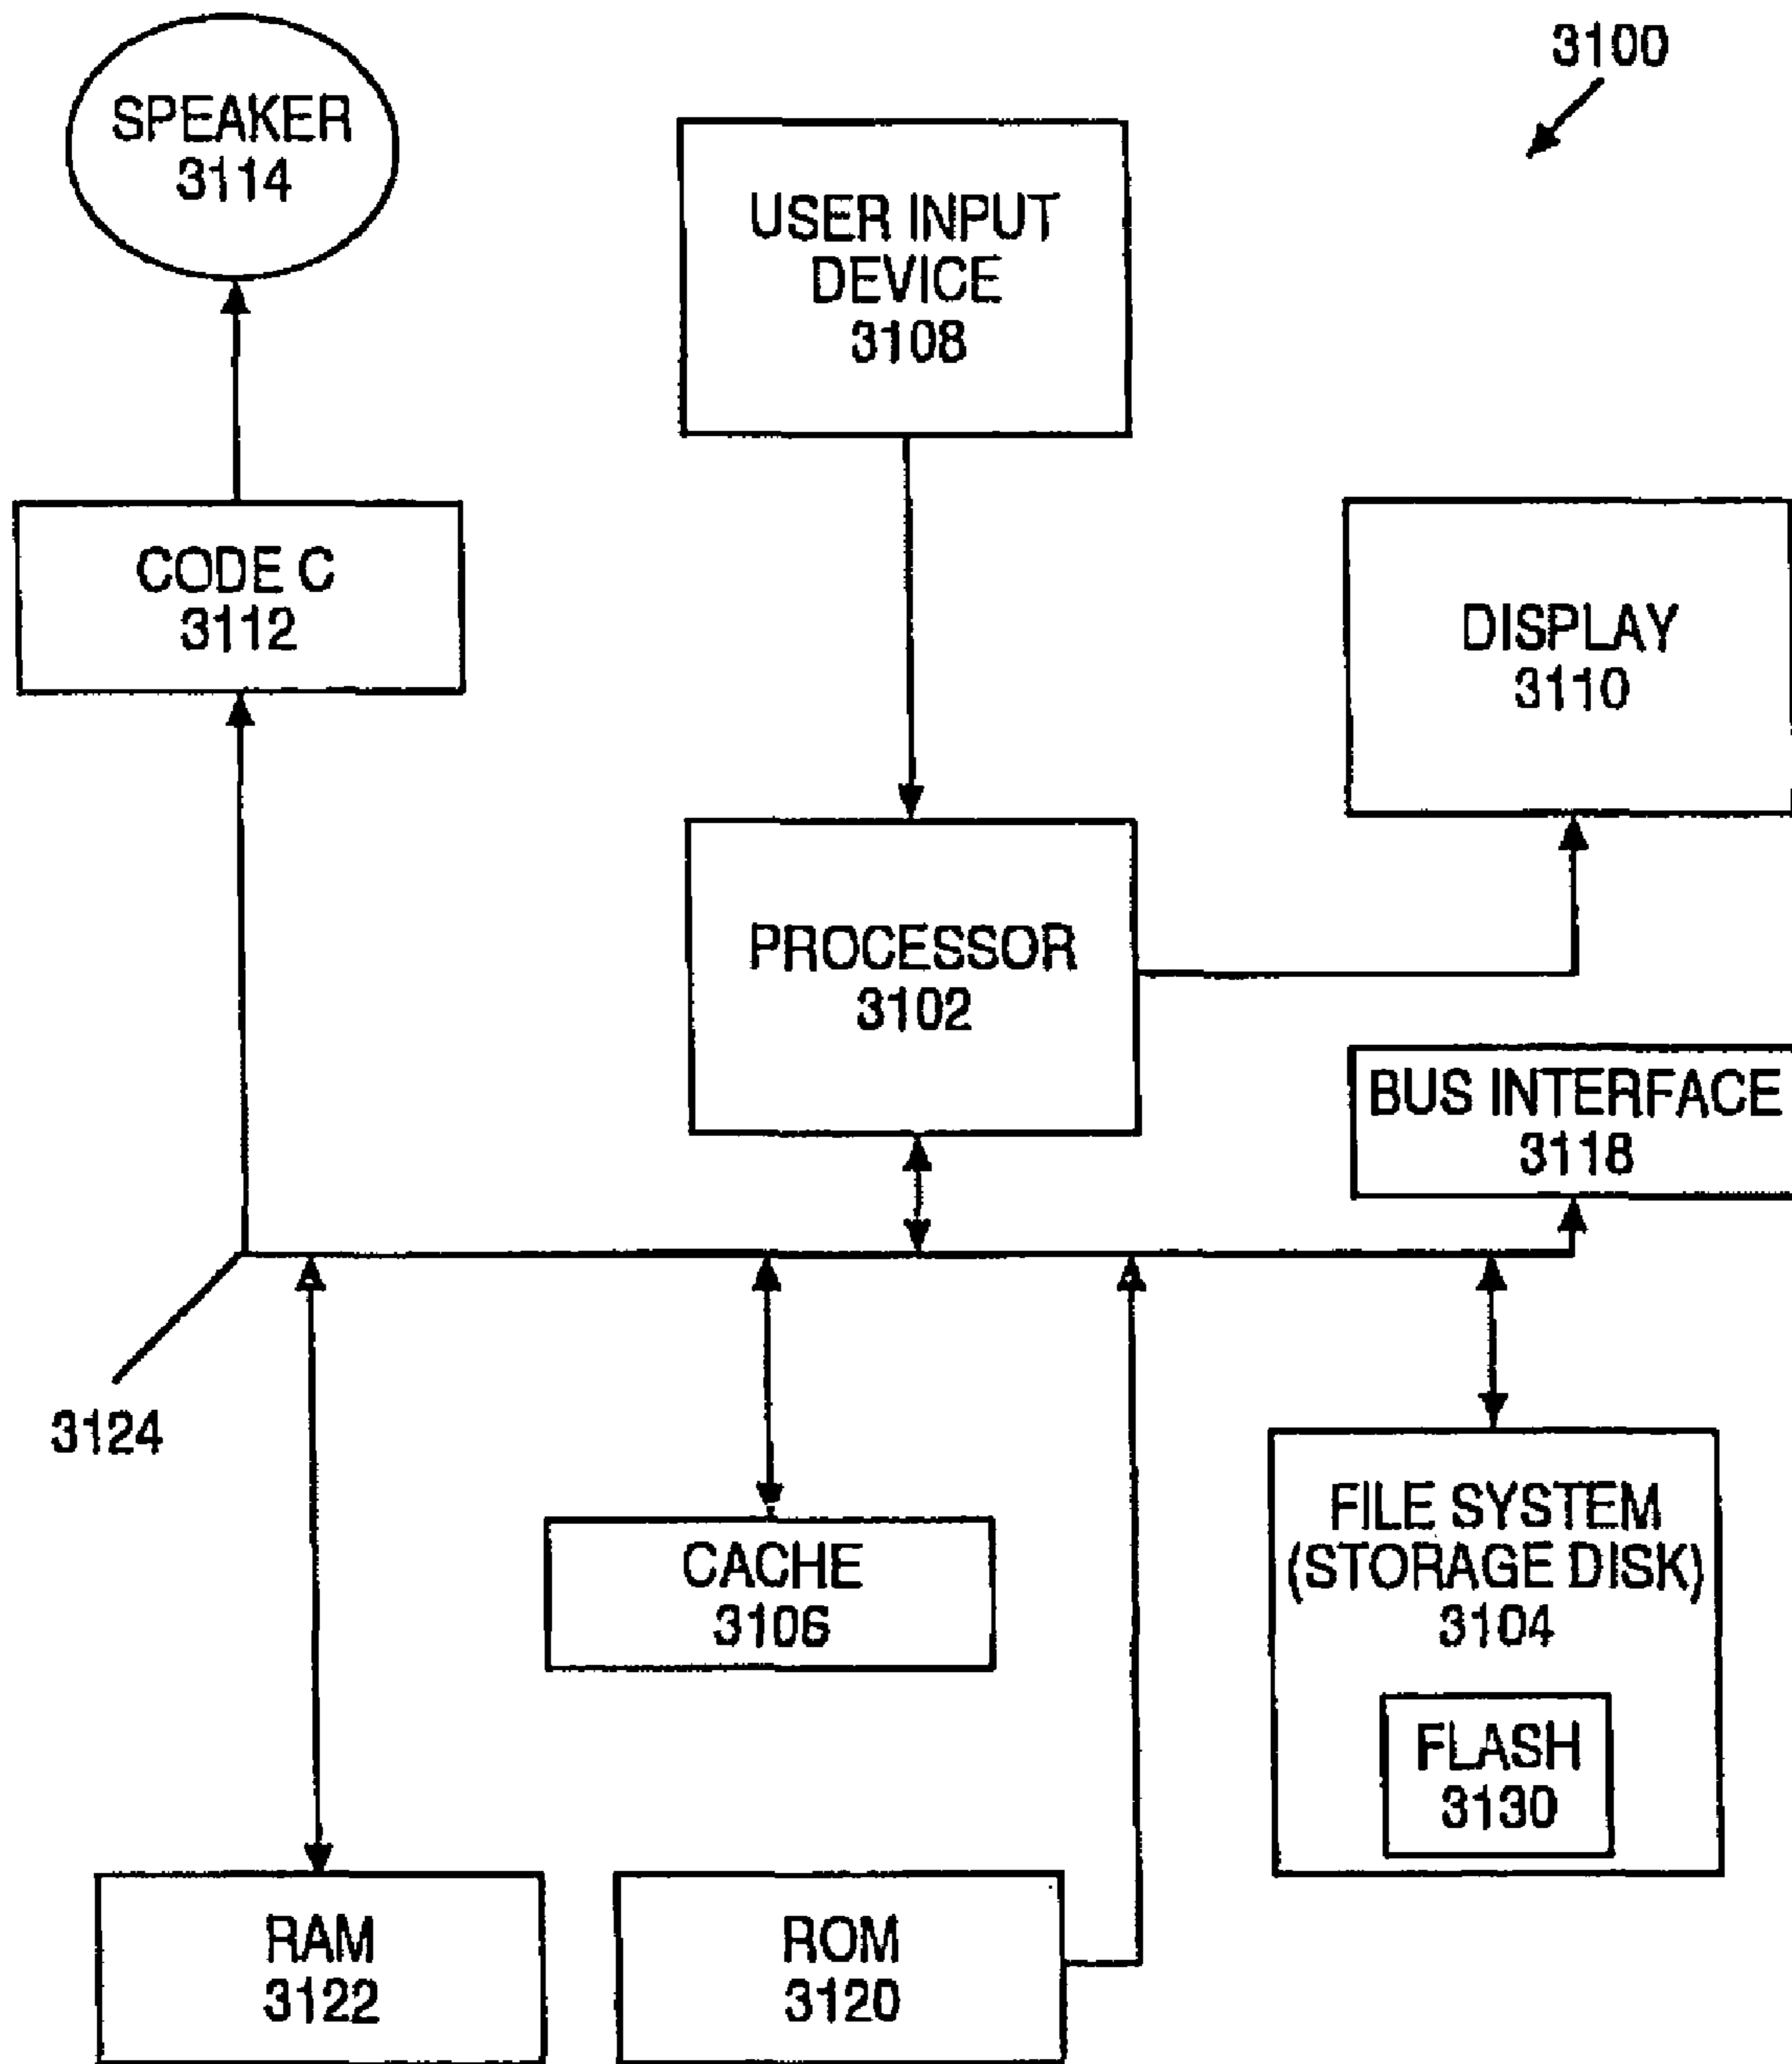 3100
SPEAKER
3114
USER INPUT
DEVICE
3108
CODE C
3112
DISPLAY
3110
PROCESSOR
3102
BUS INTERFACE
3118
3124
CACHE
3106
FILE SYSTEM
(STORAGE DISK)
3104
FLASH
3130
RAM
3122
ROM
3120